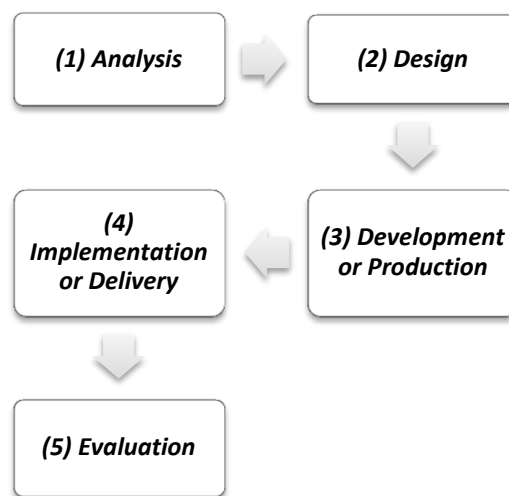 (1) Analysis
(2) Design
(3) Development
or Production
(4)
Implementation
or Delivery
(5) Evaluation